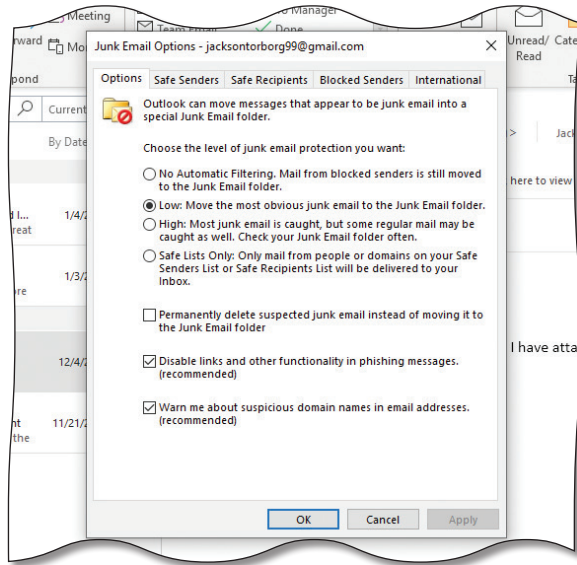 Meeting
Manager
Team Email
Done
Unread/
Read
Junk Email Options - jacksontorborg99@gmail.com
Options Safe Senders Safe Recipients Blocked Senders International
Current
By Date
Outlook can move messages that appear to be junk email into a
special Junk Email folder.
Choose the level of junk email protection you want:
No Automatic Filtering. Mail from blocked senders is still moved
to the Junk Email folder.
Low: Move the most obvious junk email to the Junk Email folder.
High: Most junk email is caught, but some regular mail may be
caught as well. Check your Junk Email folder often.
Safe Lists Only: Only mail from people or domains on your Safe
Senders List or Safe Recipients List will be delivered to your
Inbox.
Permanently delete suspected junk email instead of moving it to
the Junk Email folder
Disable links and other functionality in phishing messages.
(recommended)
Warn me about suspicious domain names in email addresses.
(recommended)
here to view
I have atta
1/4/2
1/3/2
12/4/2
11/21/2
the
OK Cancel Apply